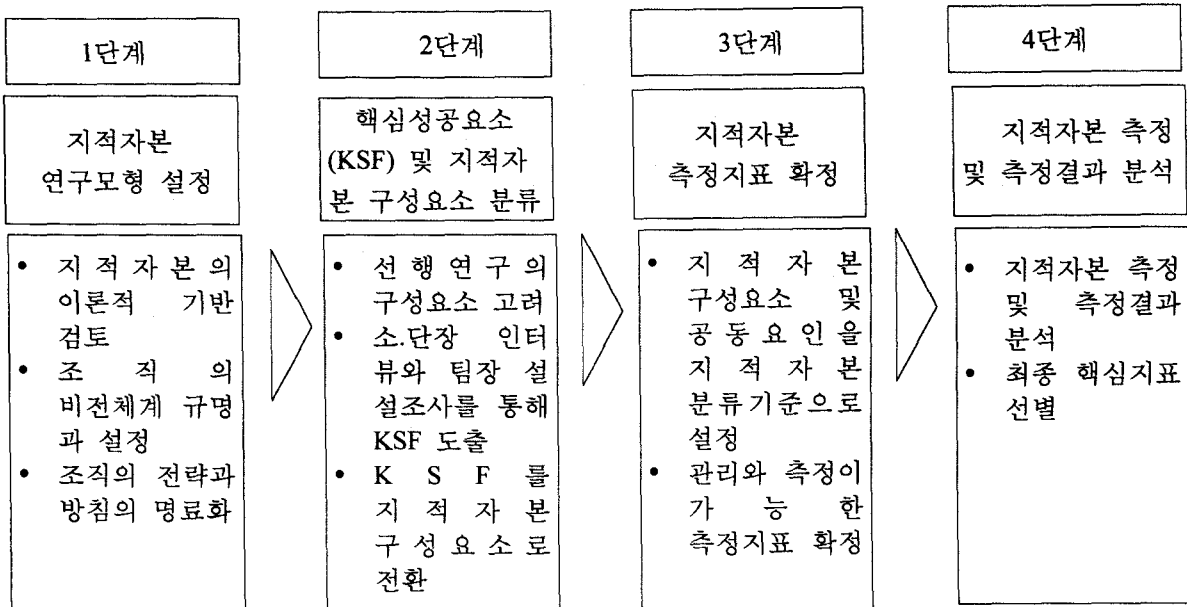 1단계
지적자본
연구모형 설정
• 지적자본의
이론적 기반
검토
• 조직의
비전체계 규명
과 설정
• 조직의 전략과
방침의 명료화
2단계
핵심성공요소
(KSF) 및 지적자
본 구성요소 분류
• 선행연구의
구성요소 고려
• 소.단장 인터
뷰와 팀장 설
설조사를 통해
KSF 도출
• KSF를
지적자본
구성요소로
전환
3단계
지적자본
측정지표 확정
• 지적자본
구성요소 및
공동요인을
지적자본
분류기준으로
설정
• 관리와 측정이
가능한
측정지표 확정
4단계
지적자본 측정
및 측정결과 분석
• 지적자본 측정
및 측정결과
분석
• 최종 핵심지표
선별